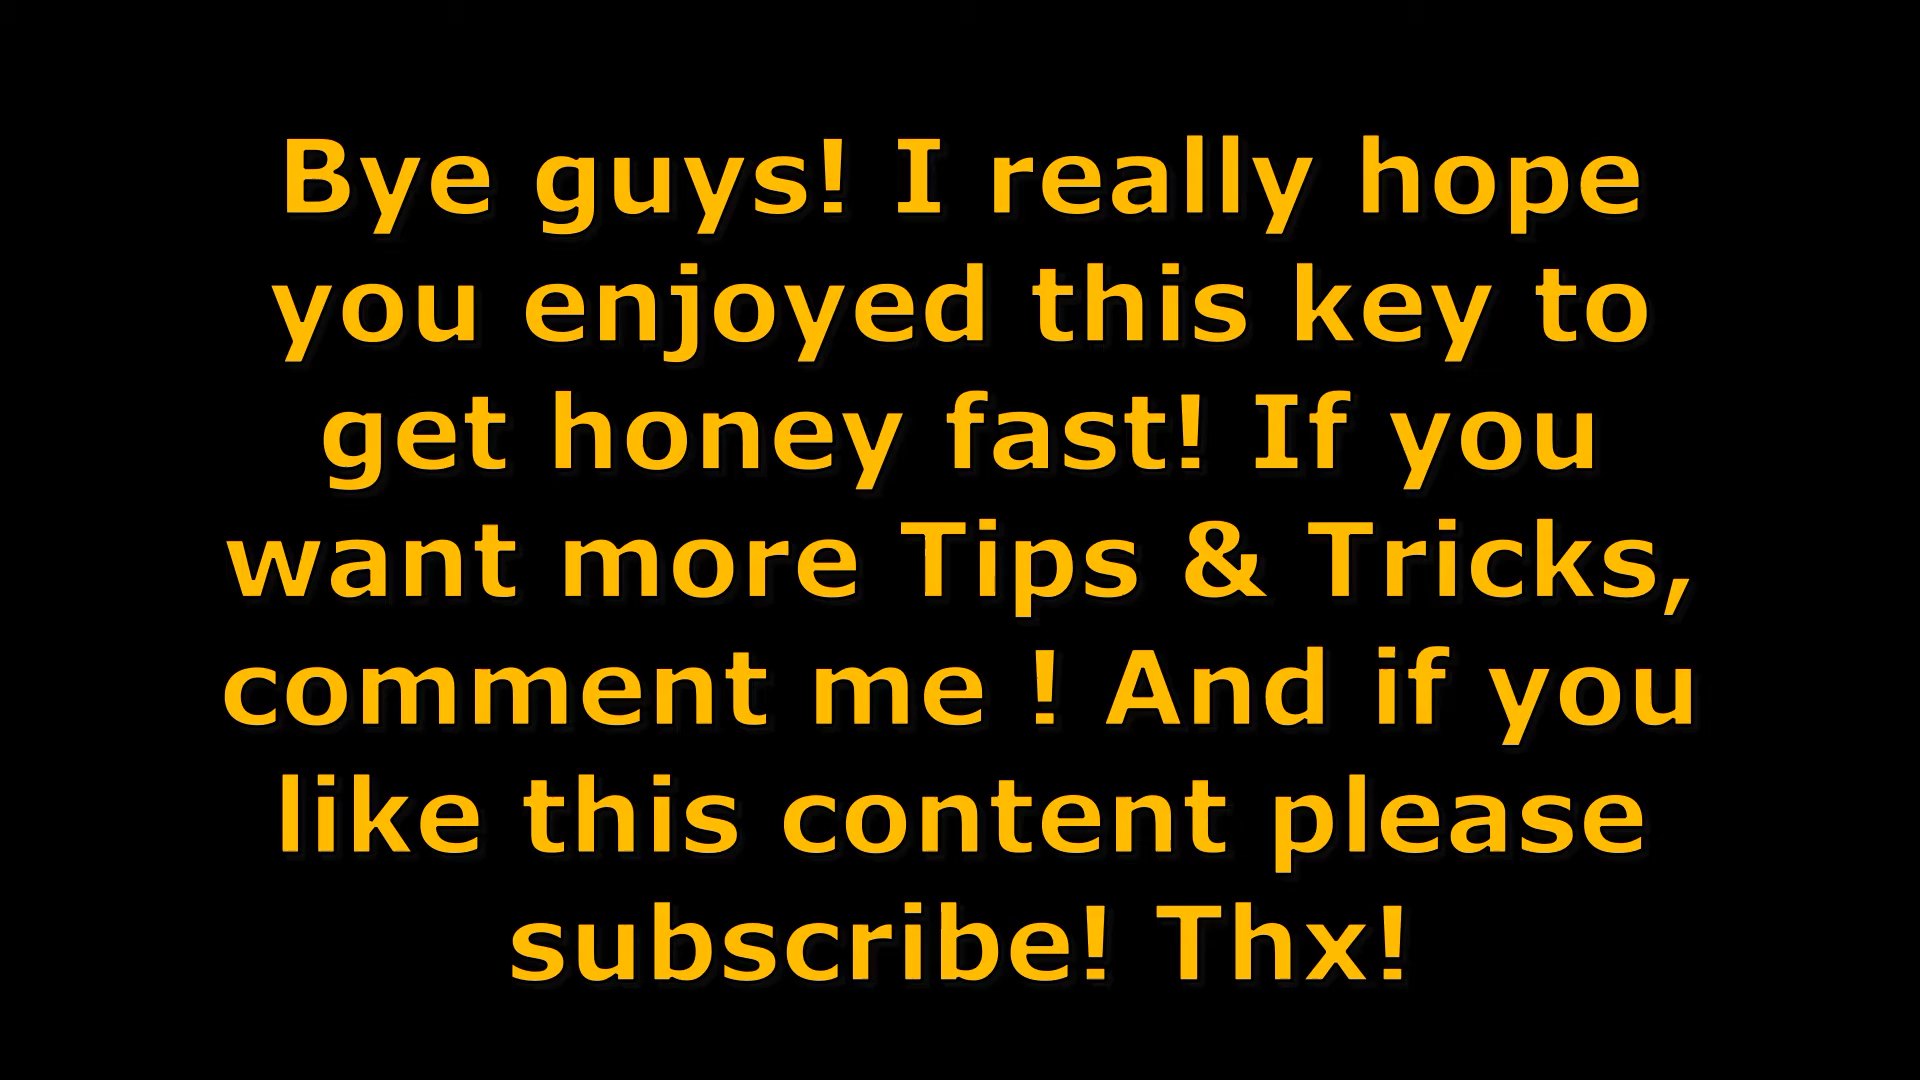 Bye guys! I really hope
you enjoyed this key to
get honey fast! If you
want more Tips & Tricks,
comment me ! And if you
like this content please
subscribe! Thx!